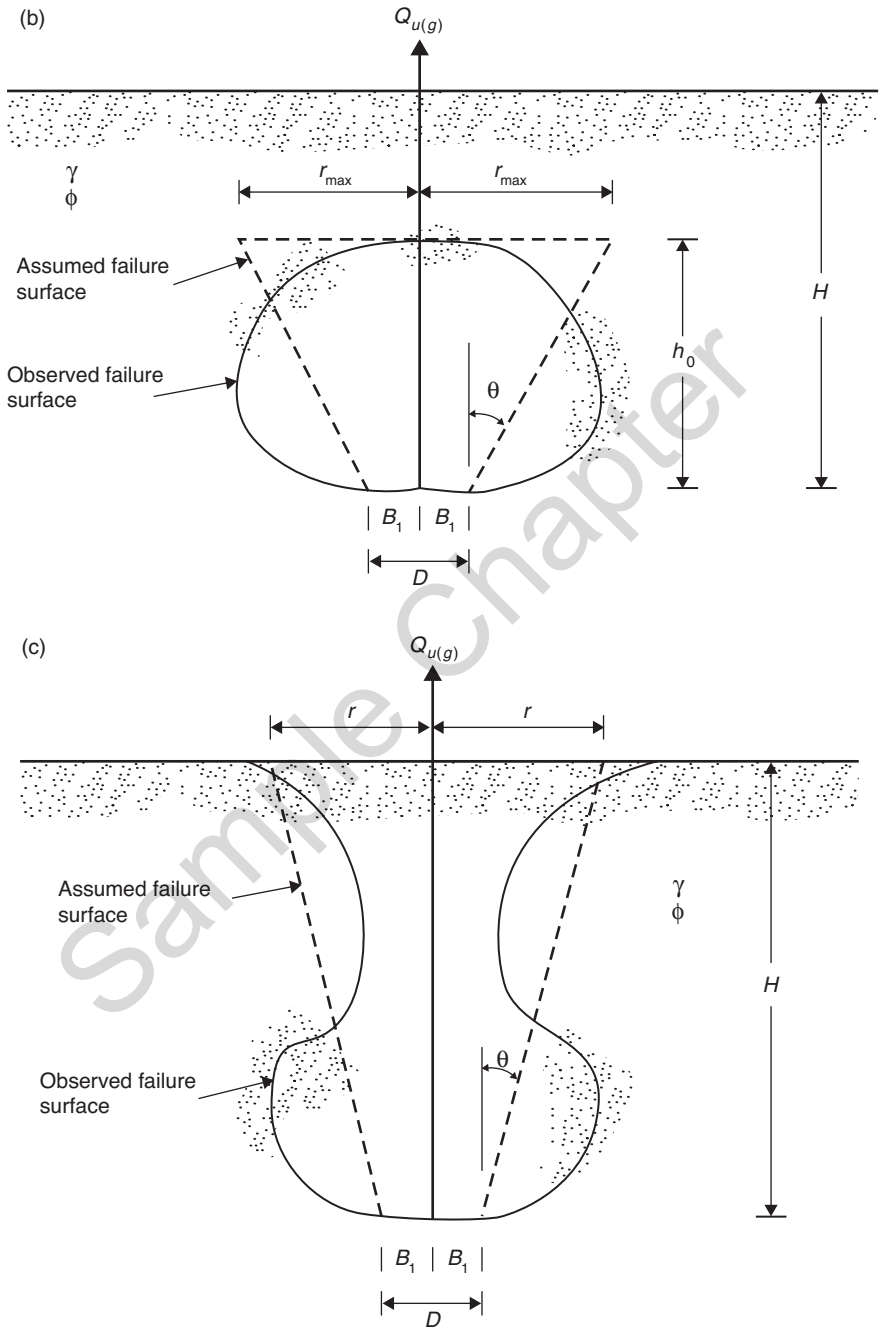 (b)
Q_u(g)
γ
ϕ
r_max
r_max
Assumed failure
surface
H
h_0
Observed failure
surface
θ
B_1
B_1
D
(c)
Q_u(g)
r
r
Assumed failure
surface
γ
ϕ
H
θ
Observed failure
surface
B_1
B_1
D
Sample Chapter